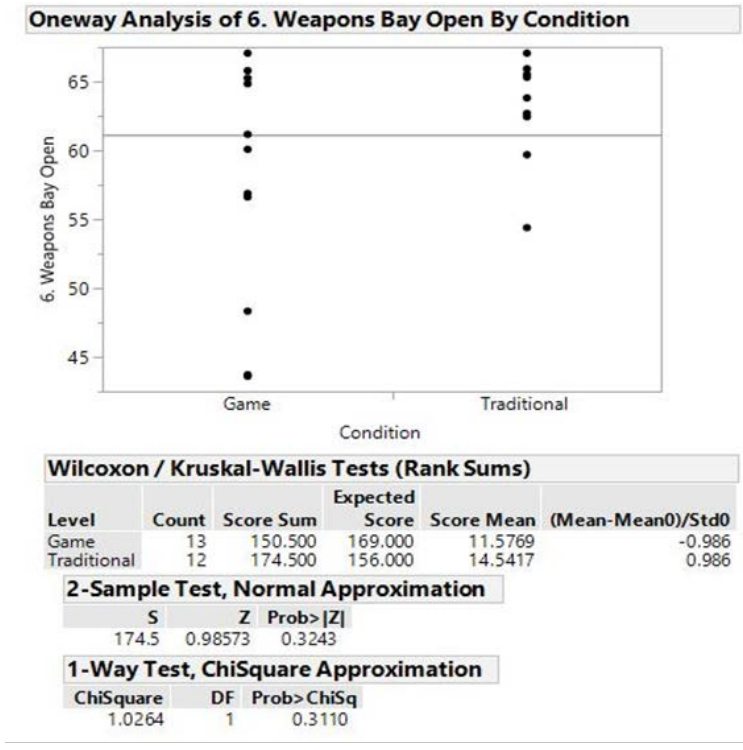 Oneway Analysis of 6. Weapons Bay Open By Condition
6. Weapons Bay Open
65
60
55
50
45
Game Traditional
Condition
Wilcoxon / Kruskal-Wallis Tests (Rank Sums)
Expected
Level Count Score Sum Score Score Mean (Mean-Mean0)/Std0
Game 13 150.500 169.000 11.5769 -0.986
Traditional 12 174.500 156.000 14.5417 0.986
2-Sample Test, Normal Approximation
S Z Prob>|Z|
174.5 0.98573 0.3243
1-Way Test, ChiSquare Approximation
ChiSquare DF Prob>ChiSq
1.0264 1 0.3110